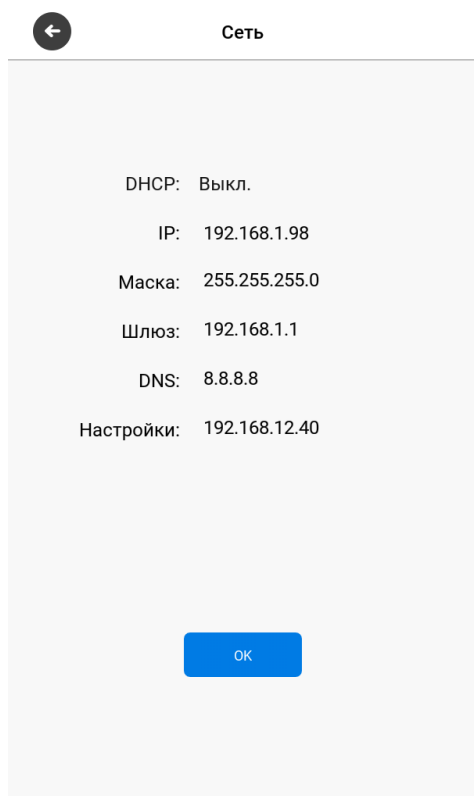 Сеть
DHCP: Выкл.
IP: 192.168.1.98
Маска: 255.255.255.0
Шлюз: 192.168.1.1
DNS: 8.8.8.8
Настройки: 192.168.12.40
OK